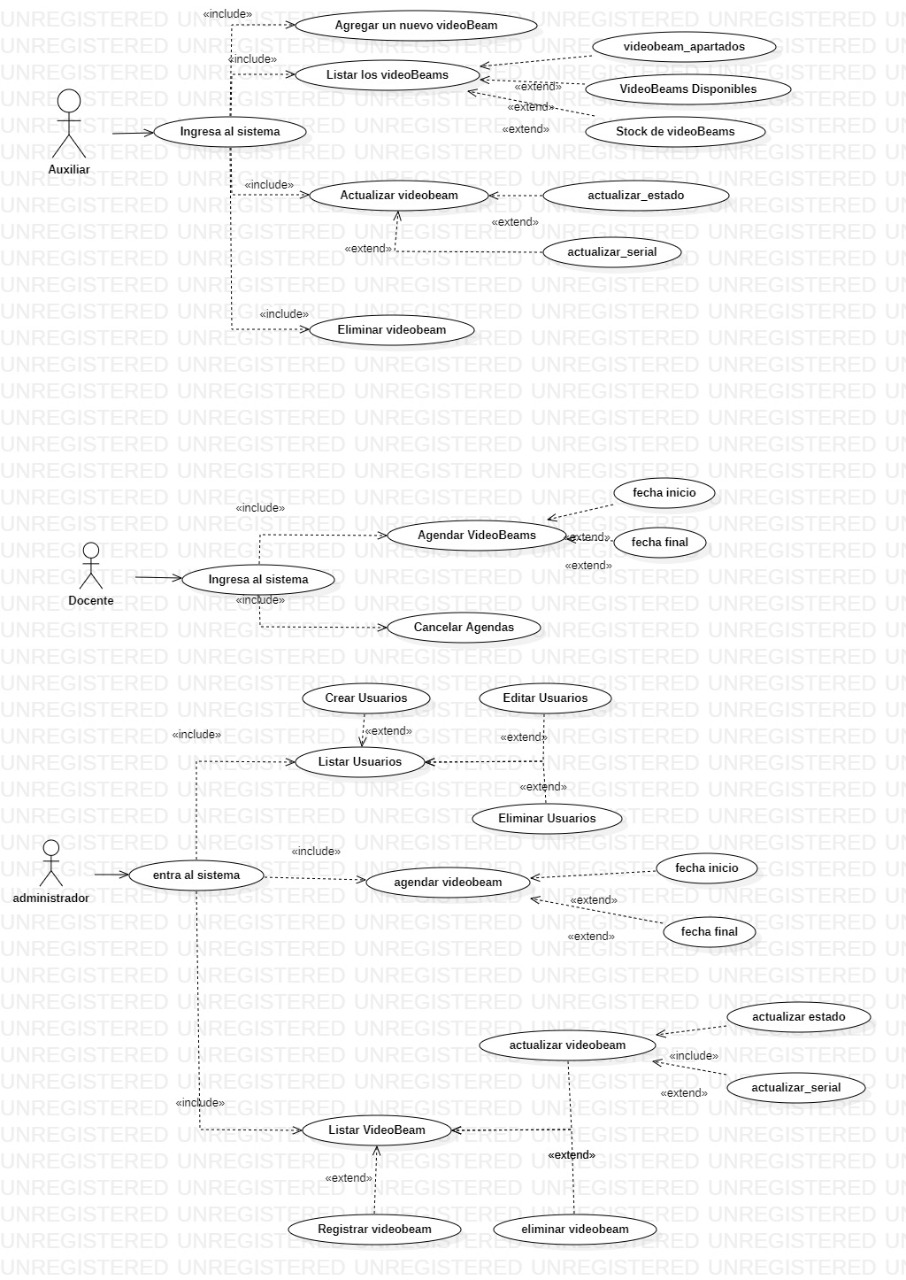 «include»
Agregar un nuevo videoBeam
videobeam_apartados
«include»
Listar los videoBeams
«extend»
VideoBeams Disponibles
«extend»
Ingresa al sistema
«extend»
Stock de videoBeams
Auxiliar
«include»
Actualizar videobeam
actualizar_estado
«extend»
«extend»
actualizar_serial
«include»
Eliminar videobeam
fecha inicio
«include»
Agendar VideoBeams
«extend»
fecha final
«extend»
Ingresa al sistema
Docente
«include»
Cancelar Agendas
Crear Usuarios
Editar Usuarios
«include»
«extend»
«extend»
Listar Usuarios
«extend»
Eliminar Usuarios
«include»
fecha inicio
entra al sistema
agendar videobeam
administrador
«extend»
fecha final
«extend»
actualizar estado
actualizar videobeam
«include»
actualizar_serial
«extend»
«include»
Listar VideoBeam
«extend»
«extend»
Registrar videobeam
eliminar videobeam
UNREGISTERED